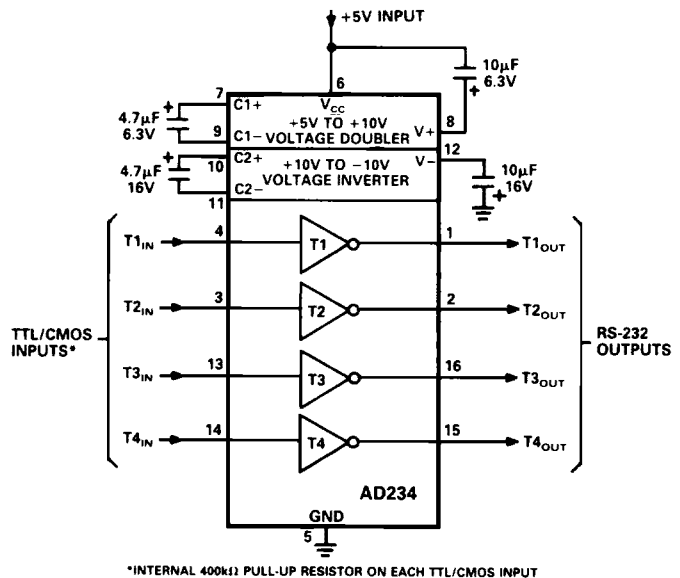 +5V INPUT
10µF
6.3V
+
6
VCC
7
C1+
+
4.7µF
6.3V
9
C1−
+5V TO +10V
VOLTAGE DOUBLER
V+
8
10
C2+
+
4.7µF
16V
11
C2−
+10V TO −10V
VOLTAGE INVERTER
V−
12
10µF
16V
+
TTL/CMOS
INPUTS*
T1IN
4
T1
1
T1OUT
T2IN
3
T2
2
T2OUT
T3IN
13
T3
16
T3OUT
T4IN
14
T4
15
T4OUT
RS-232
OUTPUTS
AD234
GND
5
*INTERNAL 400kΩ PULL-UP RESISTOR ON EACH TTL/CMOS INPUT